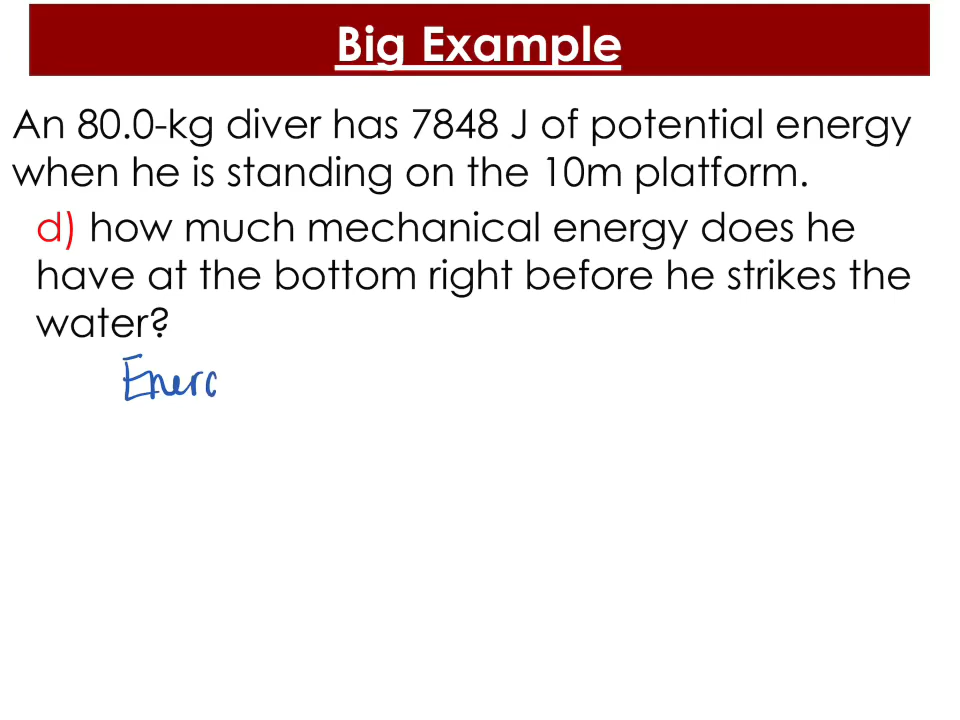 Big Example
An 80.0-kg diver has 7848 J of potential energy
when he is standing on the 10m platform.
d) how much mechanical energy does he
have at the bottom right before he strikes the
water?
Enerc